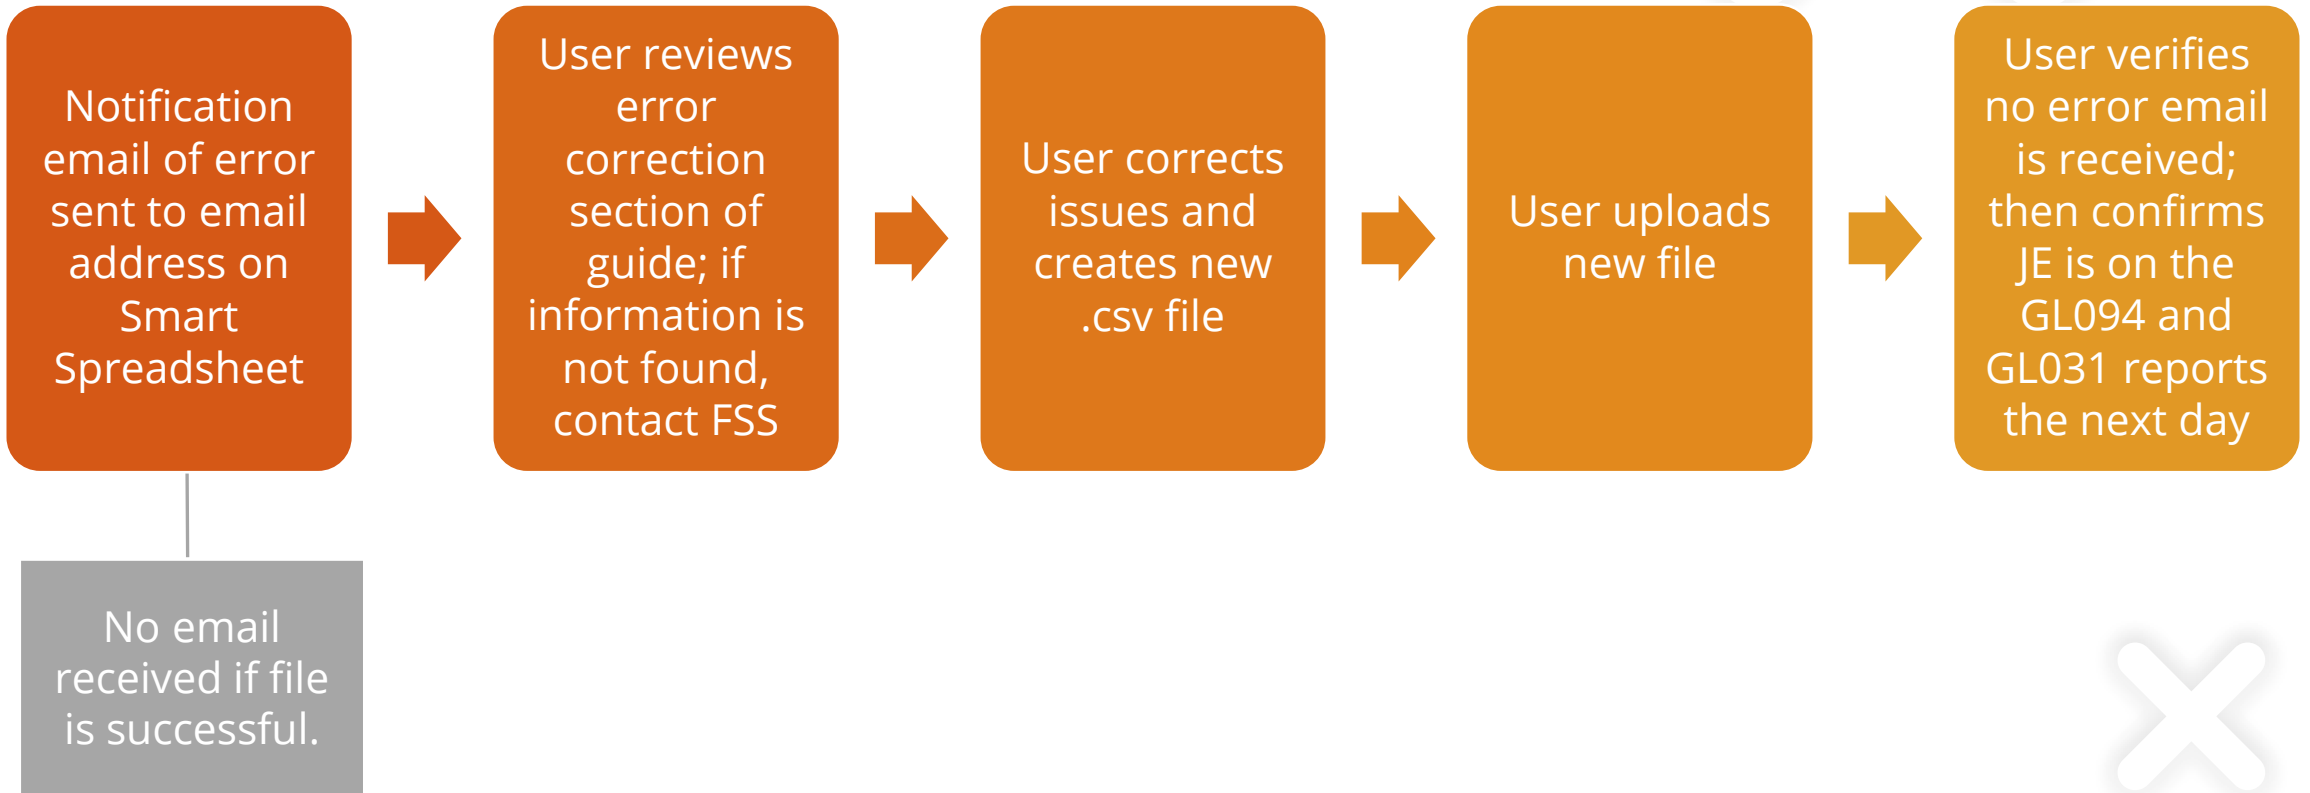 Notification
email of error
sent to email
address on
Smart
Spreadsheet
User reviews
error
correction
section of
guide; if
information is
not found,
contact FSS
User corrects
issues and
creates new
.csv file
User uploads
new file
User verifies
no error email
is received;
then confirms
JE is on the
GL094 and
GL031 reports
the next day
No email
received if file
is successful.